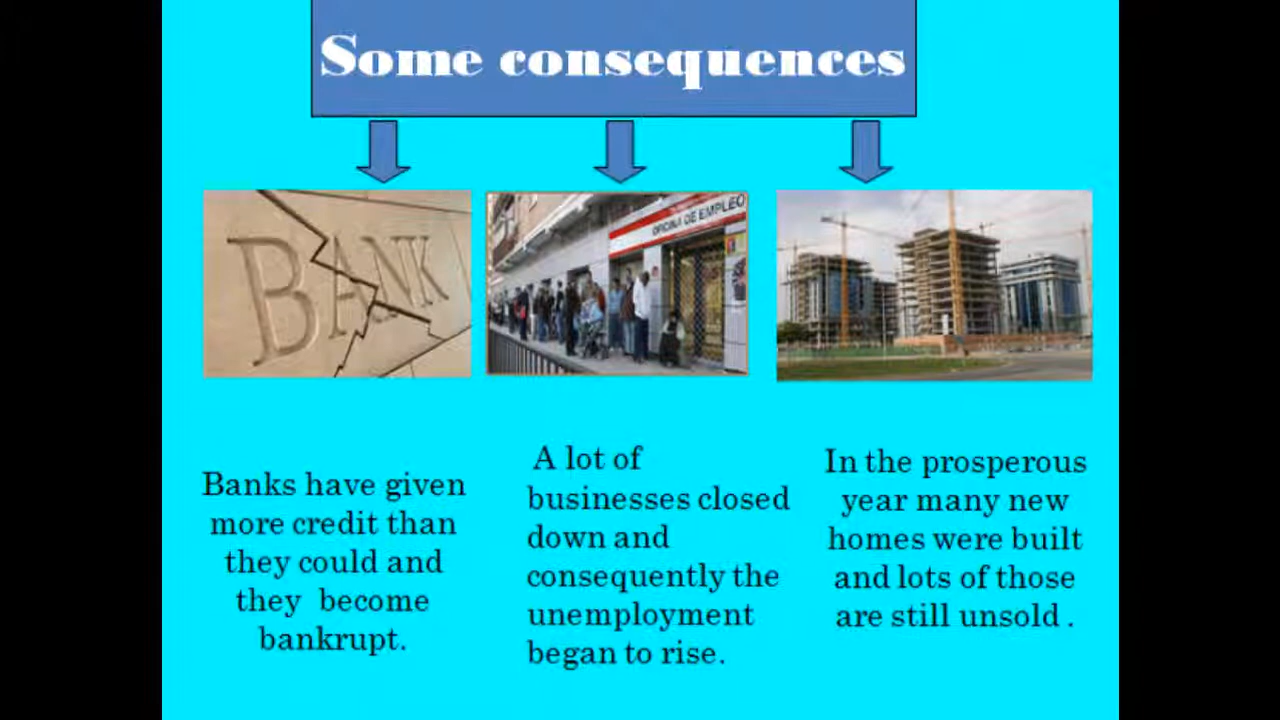 Some consequences
BANK
OFICINA DE EMPLEO
Banks have given
more credit than
they could and
they become
bankrupt.
A lot of
businesses closed
down and
consequently the
unemployment
began to rise.
In the prosperous
year many new
homes were built
and lots of those
are still unsold .